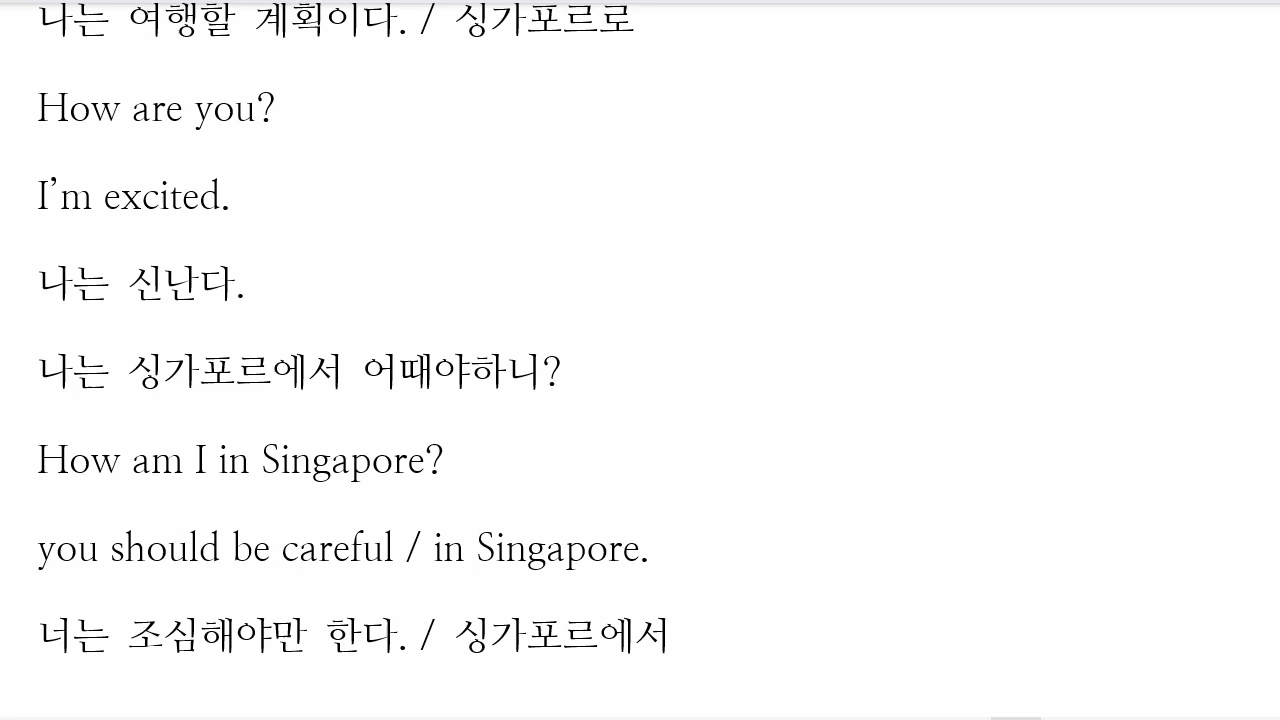 나는 여행할 계획이다. / 싱가포르로
How are you?
I’m excited.
나는 신난다.
나는 싱가포르에서 어때야하니?
How am I in Singapore?
you should be careful / in Singapore.
너는 조심해야만 한다. / 싱가포르에서